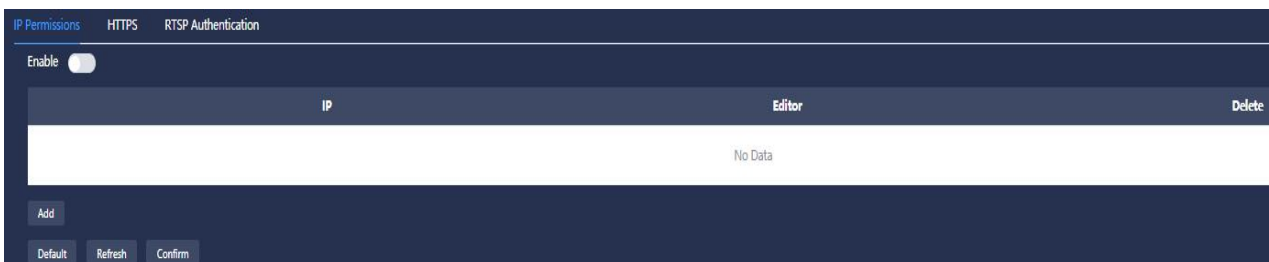 IP Permissions HTTPS RTSP Authentication
Enable
IP Editor Delete
No Data
Add
Default Refresh Confirm